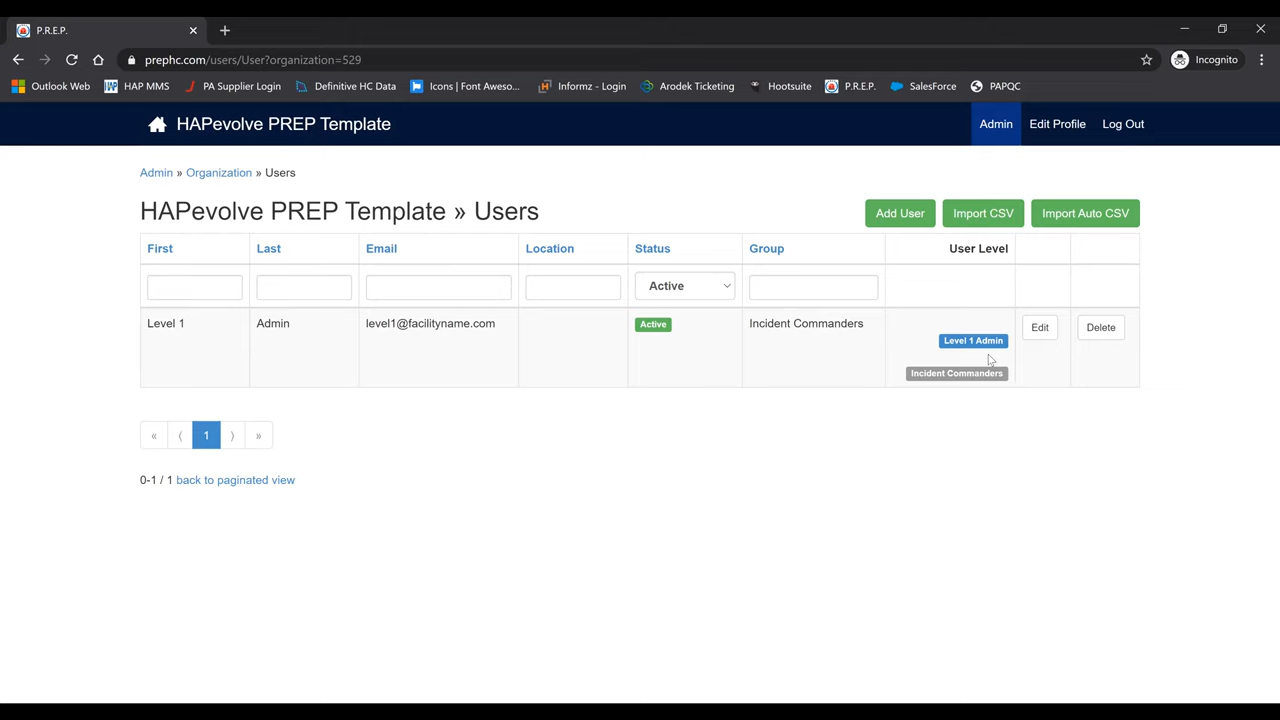 P.R.E.P.
prephc.com/users/User?organization=529
Incognito
Outlook Web HAP MMS PA Supplier Login Definitive HC Data Icons | Font Aweso... Informz - Login Arodek Ticketing Hootsuite P.R.E.P. SalesForce PAPQC
HAPevolve PREP Template Admin Edit Profile Log Out
Admin » Organization » Users
HAPevolve PREP Template » Users Add User Import CSV Import Auto CSV
First Last Email Location Status Group User Level
Active
Level 1 Admin level1@facilityname.com Active Incident Commanders Edit Delete
Level 1 Admin
Incident Commanders
« ⟨ 1 ⟩ »
0-1 / 1 back to paginated view